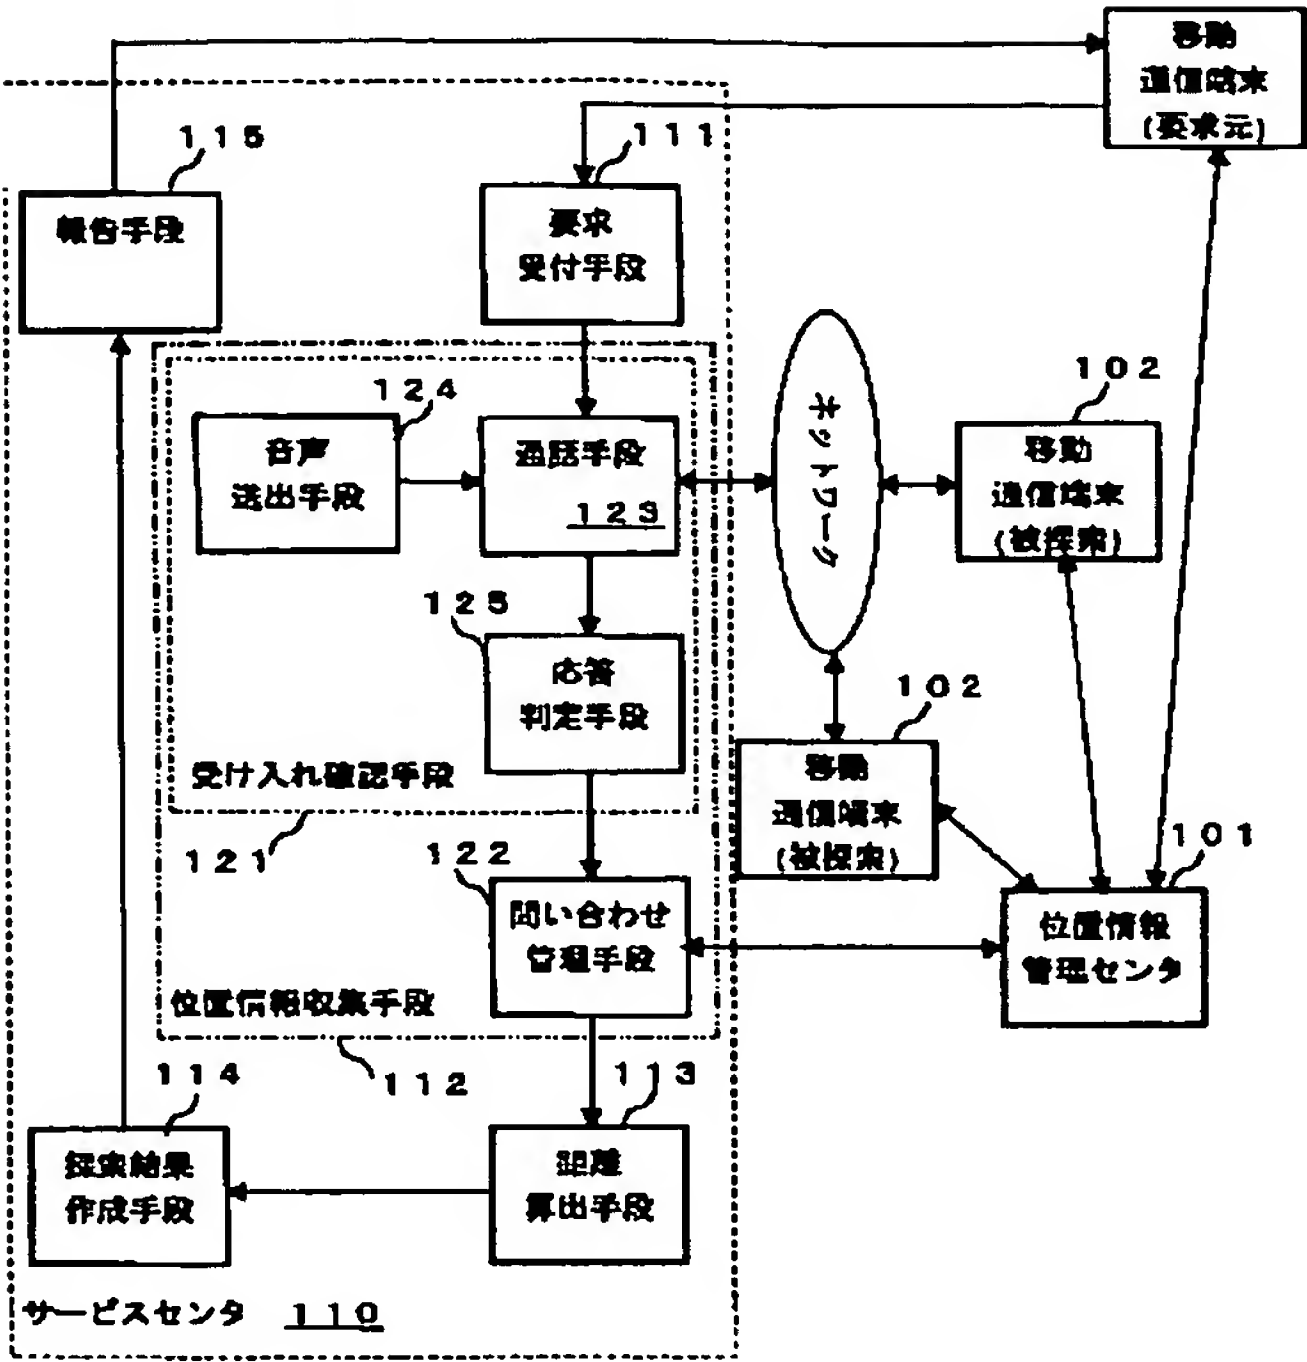 移動
通信端末
(要求元)
115
111
報告手段
要求
受付手段
124
102
音声
送出手段
通話手段
123
ネットワーク
移動
通信端末
(被探索)
125
応答
判定手段
102
受け入れ確認手段
移動
通信端末
(被探索)
121
122
101
問い合わせ
管理手段
位置情報
管理センタ
位置情報収集手段
112
114
113
探索結果
作成手段
距離
算出手段
サービスセンタ 110